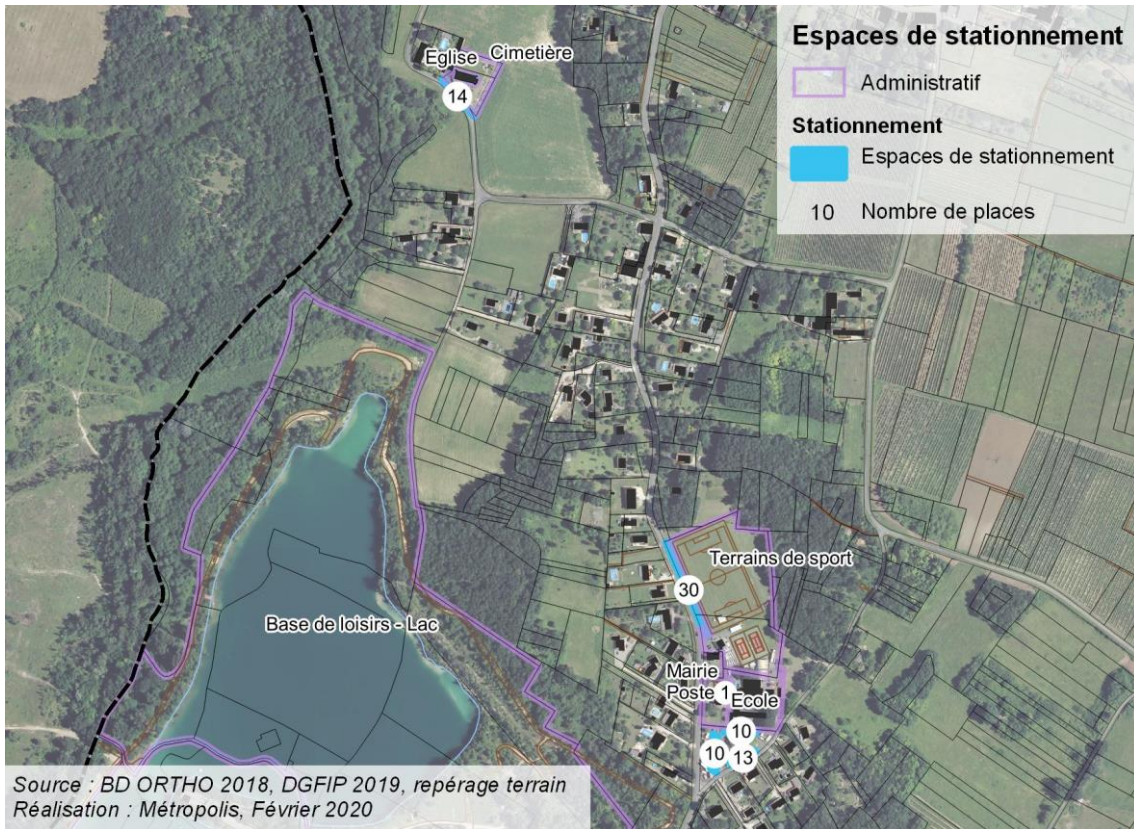 Espaces de stationnement
Administratif
Stationnement
Espaces de stationnement
10 Nombre de places
Eglise
Cimetière
14
Terrains de sport
30
Base de loisirs - Lac
Mairie
Poste 1
Ecole
10
10
13
Source : BD ORTHO 2018, DGFIP 2019, repérage terrain
Réalisation : Métropolis, Février 2020